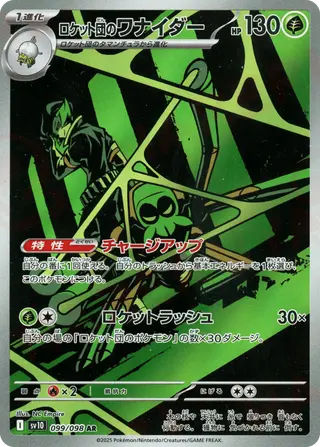 1進化
ロケット団のワナイダー HP130
ロケット団のタマンチュラから進化
特性 チャージアップ
自分の番に1回使える。自分のトラッシュから基本エネルギーを1枚選び、
このポケモンにつける。
ロケットラッシュ 30×
自分の場の「ロケット団のポケモン」の数×30ダメージ。
弱点 ×2 抵抗力 にげる
Illus. NC Empire
I sv10 099/098 AR
©2025 Pokémon/Nintendo/Creatures/GAME FREAK.